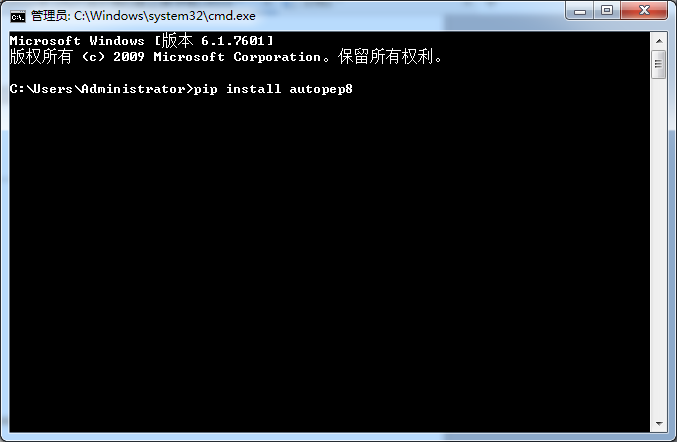 管理员: C:\Windows\system32\cmd.exe
Microsoft Windows [版本 6.1.7601]
版权所有 (c) 2009 Microsoft Corporation。保留所有权利。
C:\Users\Administrator>pip install autopep8